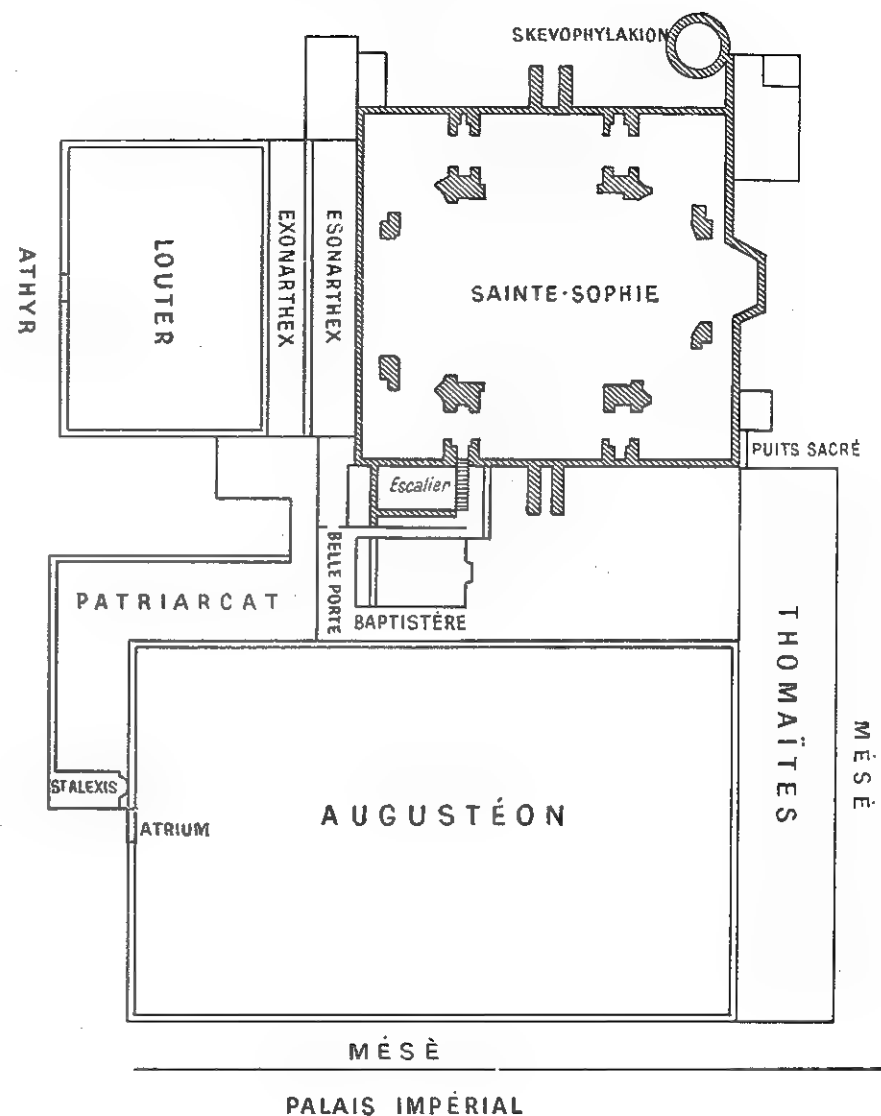 SKEVOPHYLAKION
ATHYR
LOUTER
EXONARTHEX
ESONARTHEX
SAINTE-SOPHIE
PUITS SACRÉ
Escalier
BELLE PORTE
PATRIARCAT
BAPTISTÈRE
THOMAÏTES
MÉSÈ
ST ALEXIS
ATRIUM
AUGUSTÉON
MÉSÈ
PALAIS IMPÉRIAL